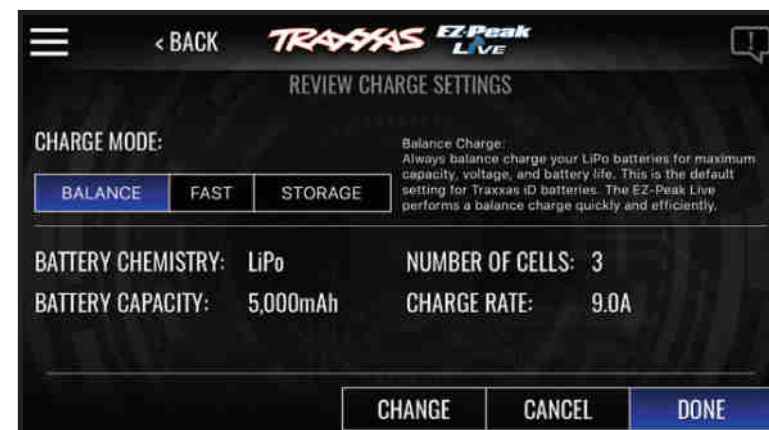 < BACK
TRAXXAS EZ-Peak LIVE
REVIEW CHARGE SETTINGS
CHARGE MODE:
BALANCE FAST STORAGE
Balance Charge:
Always balance charge your LiPo batteries for maximum
capacity, voltage, and battery life. This is the default
setting for Traxxas iD batteries. The EZ-Peak Live
performs a balance charge quickly and efficiently.
BATTERY CHEMISTRY: LiPo NUMBER OF CELLS: 3
BATTERY CAPACITY: 5,000mAh CHARGE RATE: 9.0A
CHANGE CANCEL DONE